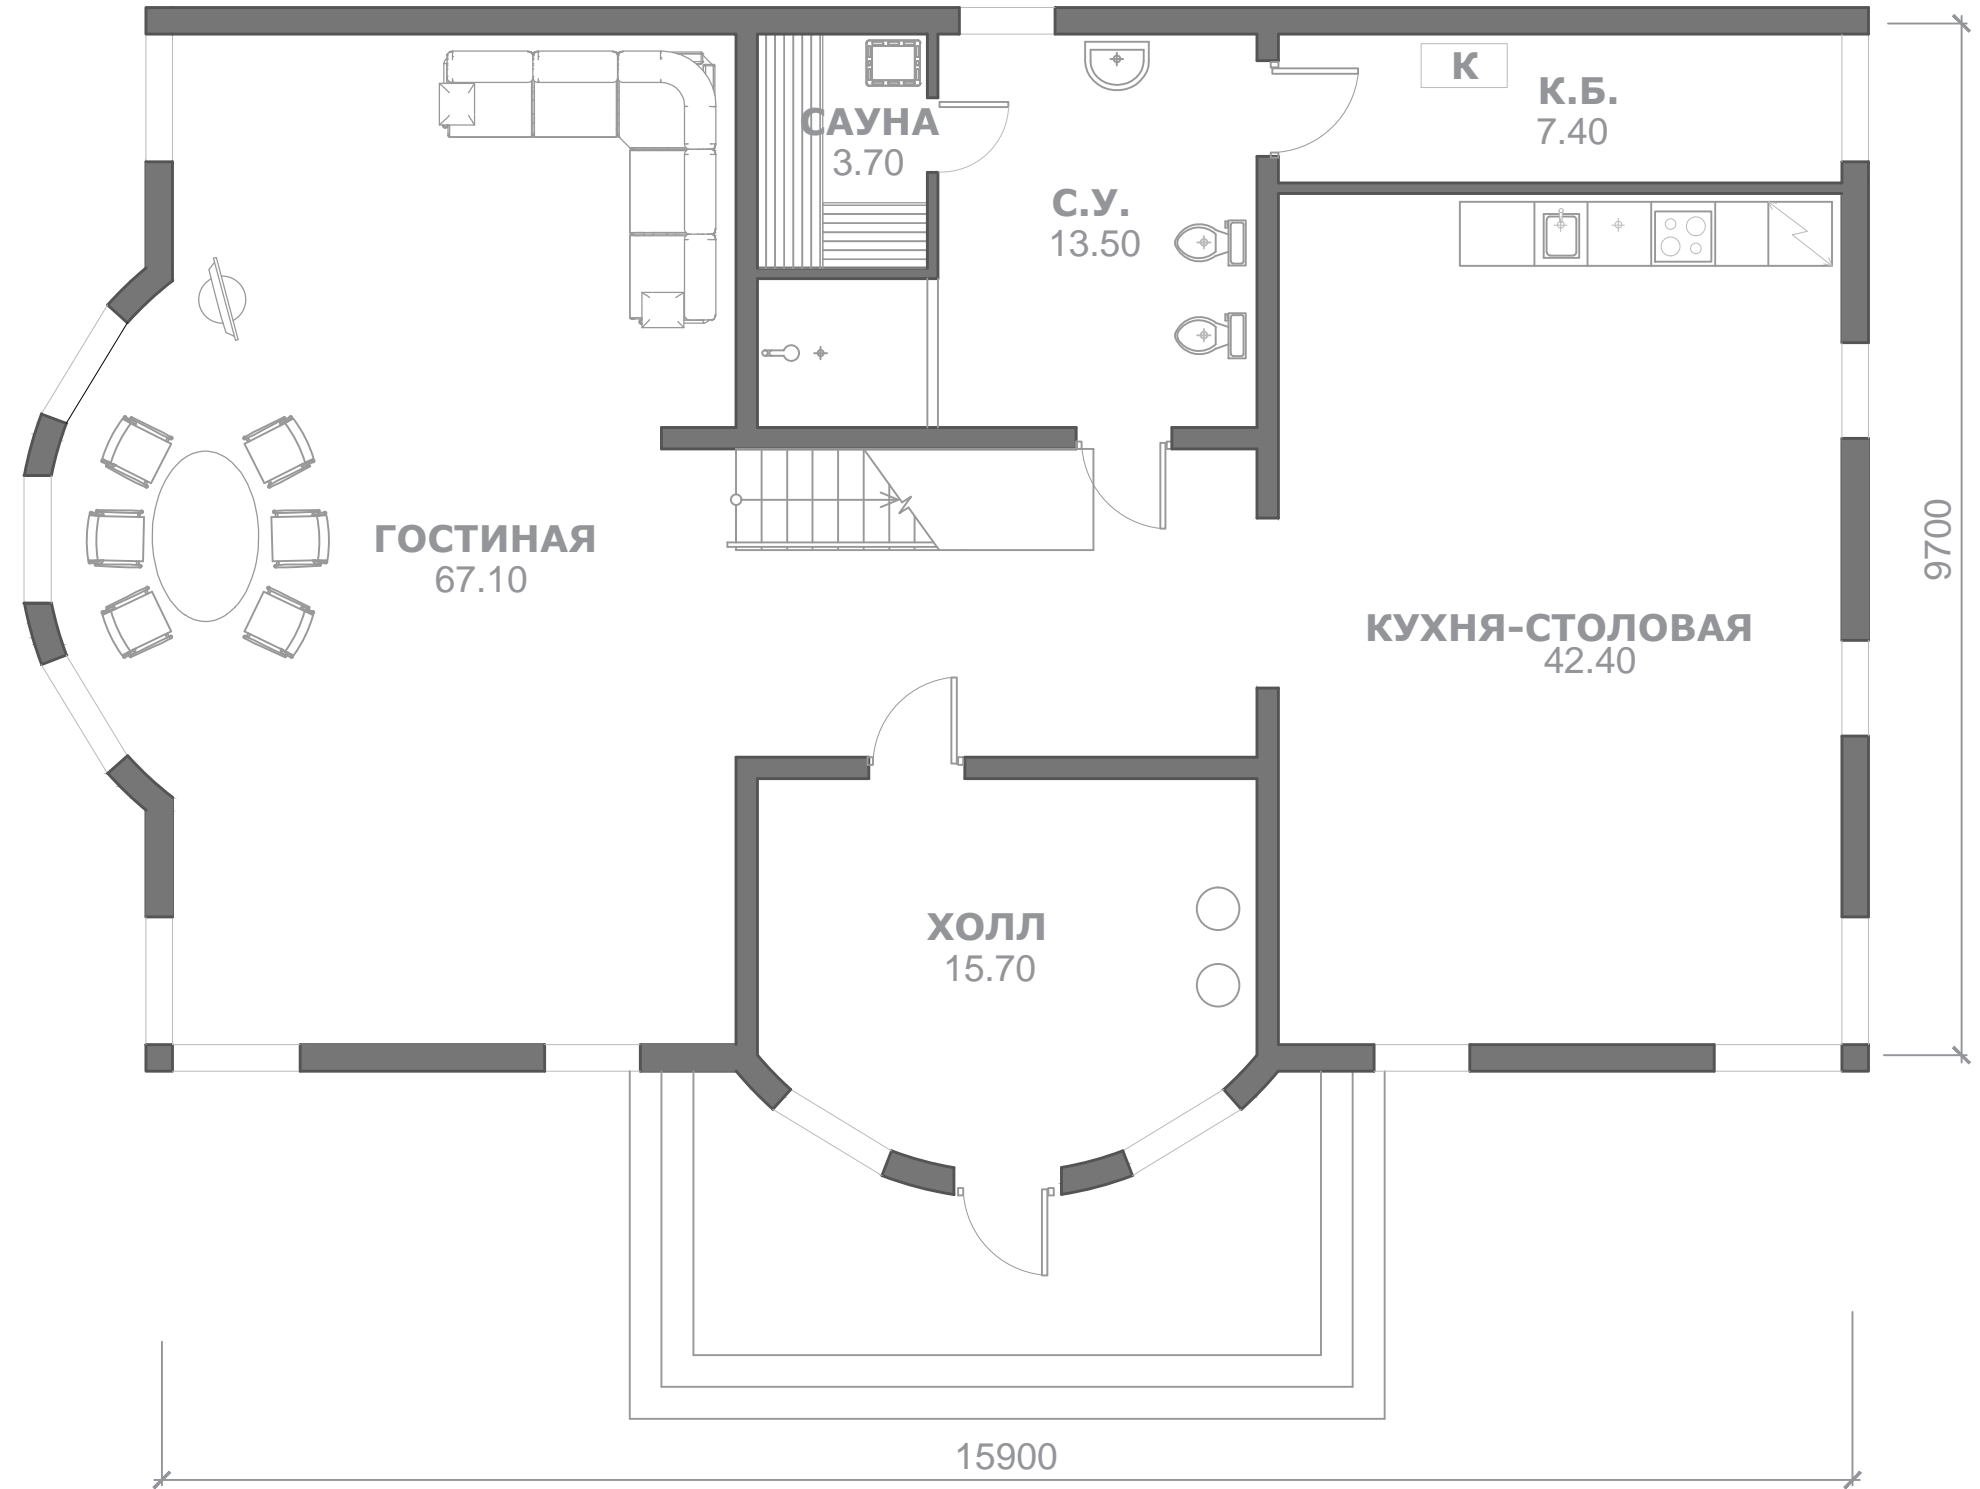 К
К.Б.
7.40
САУНА
3.70
С.У.
13.50
ГОСТИНАЯ
67.10
КУХНЯ-СТОЛОВАЯ
42.40
9700
ХОЛЛ
15.70
15900